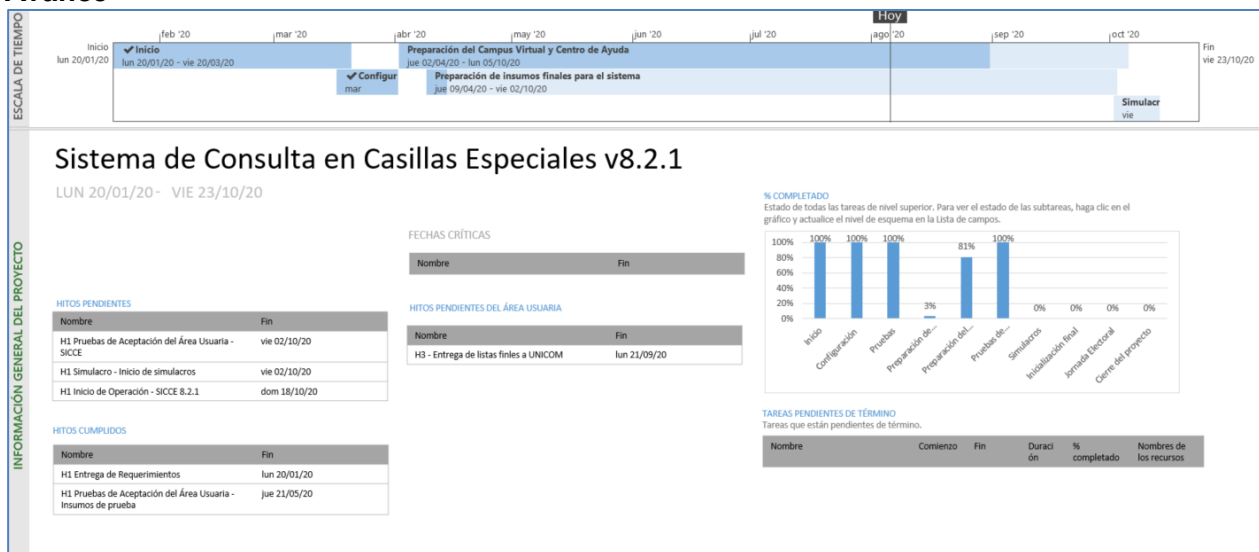 Avance
Hoy
ESCALA DE TIEMPO
feb '20 mar '20 abr '20 may '20 jun '20 jul '20 ago '20 sep '20 oct '20
Inicio
lun 20/01/20
Inicio
lun 20/01/20 - vie 20/03/20
Preparación del Campus Virtual y Centro de Ayuda
jue 02/04/20 - lun 05/10/20
Fin
vie 23/10/20
Configur
mar
Preparación de insumos finales para el sistema
jue 09/04/20 - vie 02/10/20
Simulacr
vie
INFORMACIÓN GENERAL DEL PROYECTO
Sistema de Consulta en Casillas Especiales v8.2.1
LUN 20/01/20 - VIE 23/10/20
HITOS PENDIENTES
Nombre Fin
H1 Pruebas de Aceptación del Área Usuaria - vie 02/10/20
SICCE
H1 Simulacro - Inicio de simulacros vie 02/10/20
H1 Inicio de Operación - SICCE 8.2.1 dom 18/10/20
HITOS CUMPLIDOS
Nombre Fin
H1 Entrega de Requerimientos lun 20/01/20
H1 Pruebas de Aceptación del Área Usuaria - jue 21/05/20
Insumos de prueba
FECHAS CRÍTICAS
Nombre Fin
HITOS PENDIENTES DEL ÁREA USUARIA
Nombre Fin
H3 - Entrega de listas finles a UNICOM lun 21/09/20
% COMPLETADO
Estado de todas las tareas de nivel superior. Para ver el estado de las subtareas, haga clic en el
gráfico y actualice el nivel de esquema en la Lista de campos.
100% 100% 100% 3% 81% 100% 0% 0% 0% 0%
100%
80%
60%
40%
20%
0%
Inicio
Configuración
Pruebas
Preparación de...
Preparación del...
Pruebas de...
Simulacros
Inicialización final
Jornada Electoral
Cierre del proyecto
TAREAS PENDIENTES DE TÉRMINO
Tareas que están pendientes de término.
Nombre Comienzo Fin Duraci % Nombres de
ón completado los recursos